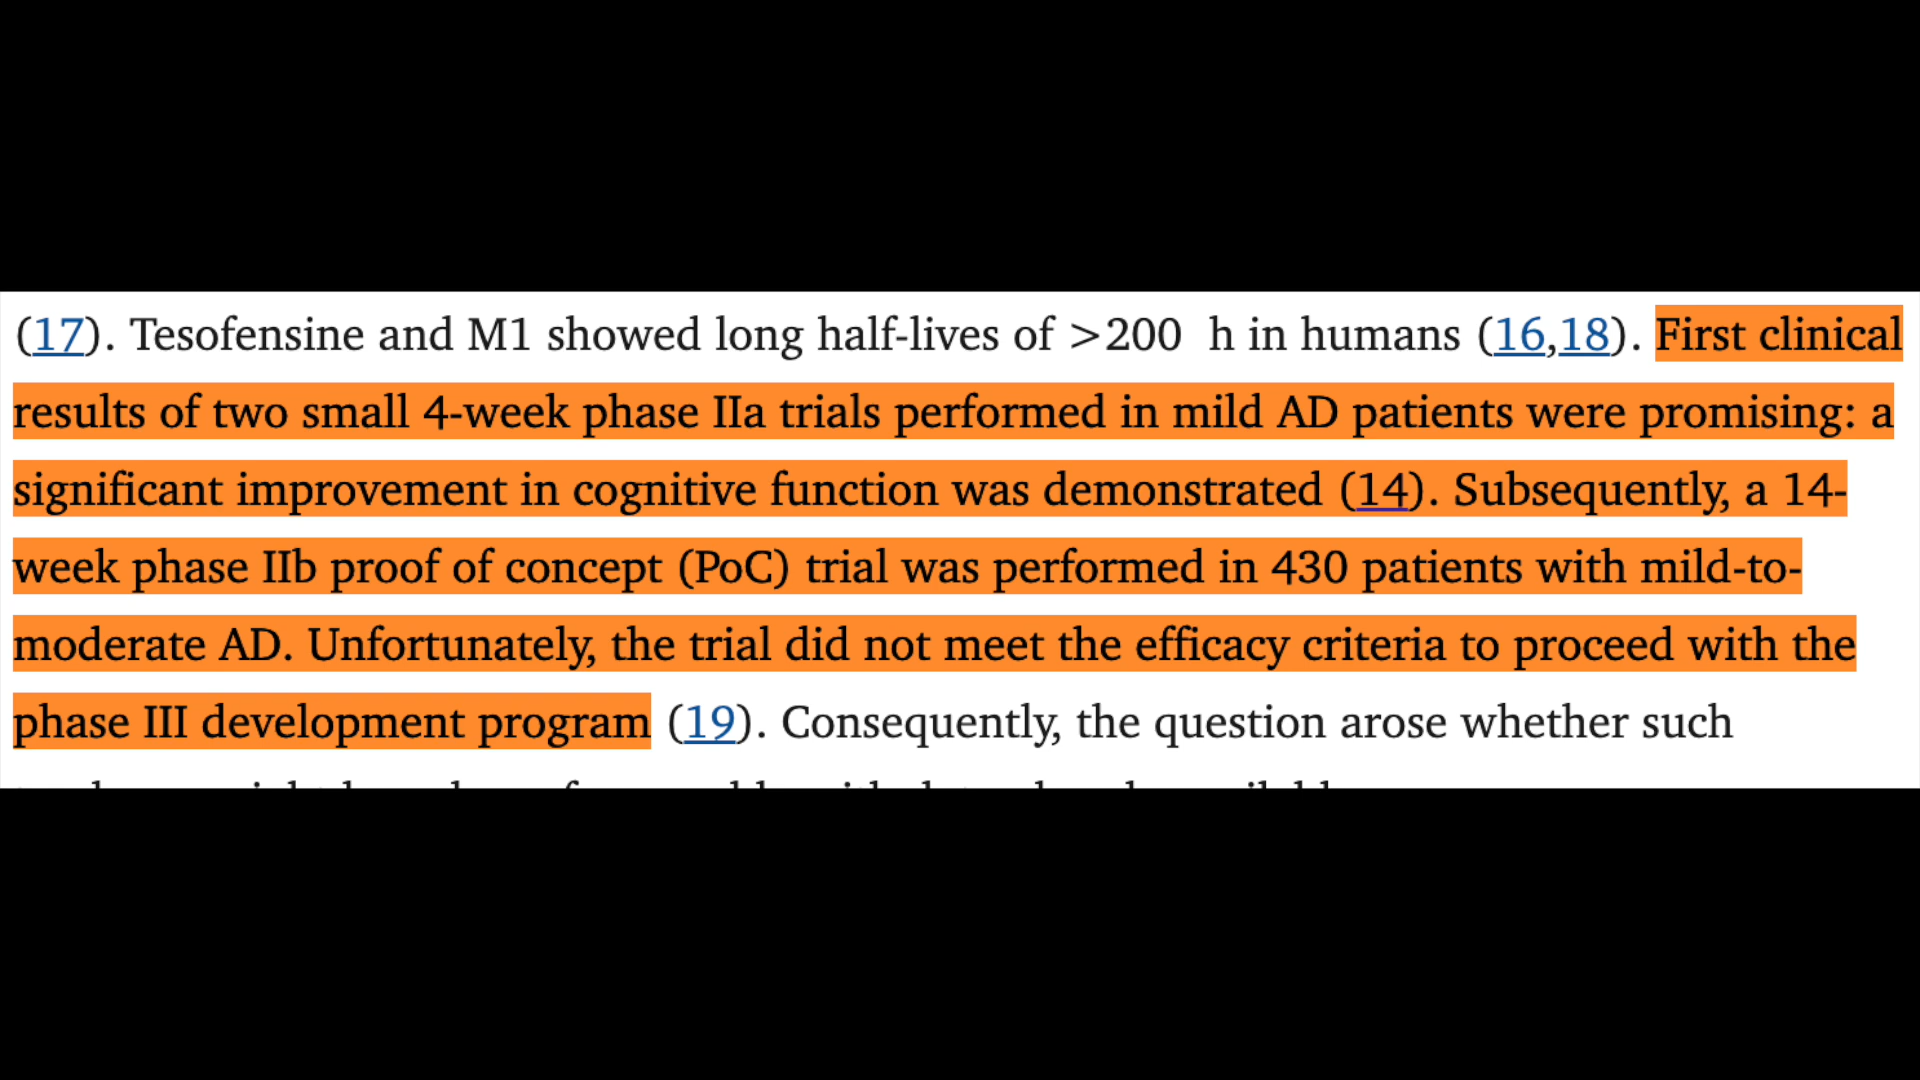 (17). Tesofensine and M1 showed long half-lives of >200 h in humans (16,18). First clinical
results of two small 4-week phase IIa trials performed in mild AD patients were promising: a
significant improvement in cognitive function was demonstrated (14). Subsequently, a 14-
week phase IIb proof of concept (PoC) trial was performed in 430 patients with mild-to-
moderate AD. Unfortunately, the trial did not meet the efficacy criteria to proceed with the
phase III development program (19). Consequently, the question arose whether such